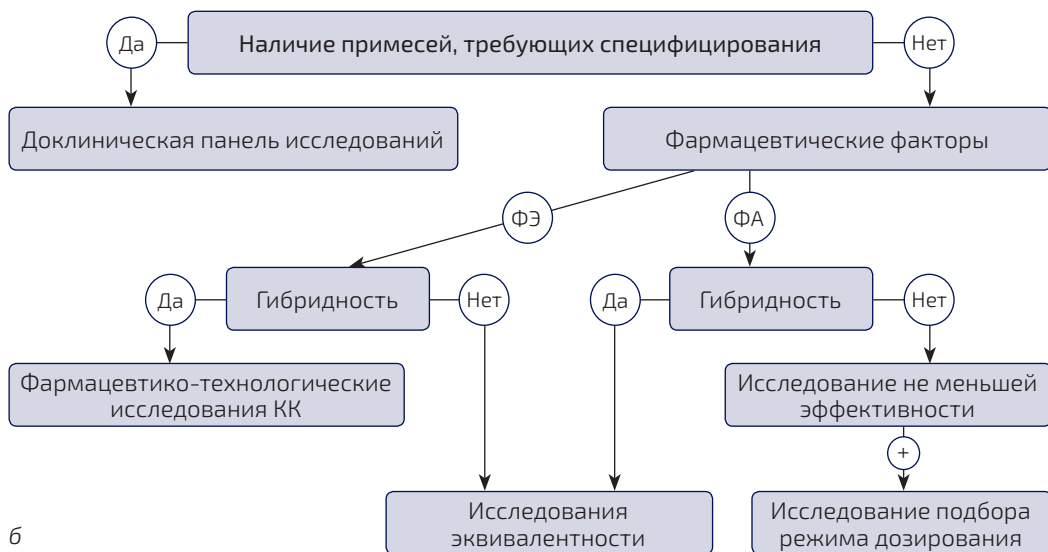 Да
Наличие примесей, требующих специфицирования
Нет
Доклиническая панель исследований
Фармацевтические факторы
ФЭ
ФА
Да
Гибридность
Нет
Да
Гибридность
Нет
Фармацевтико-технологические
исследования КК
Исследование не меньшей
эффективности
+
Исследования
эквивалентности
Исследование подбора
режима дозирования
б